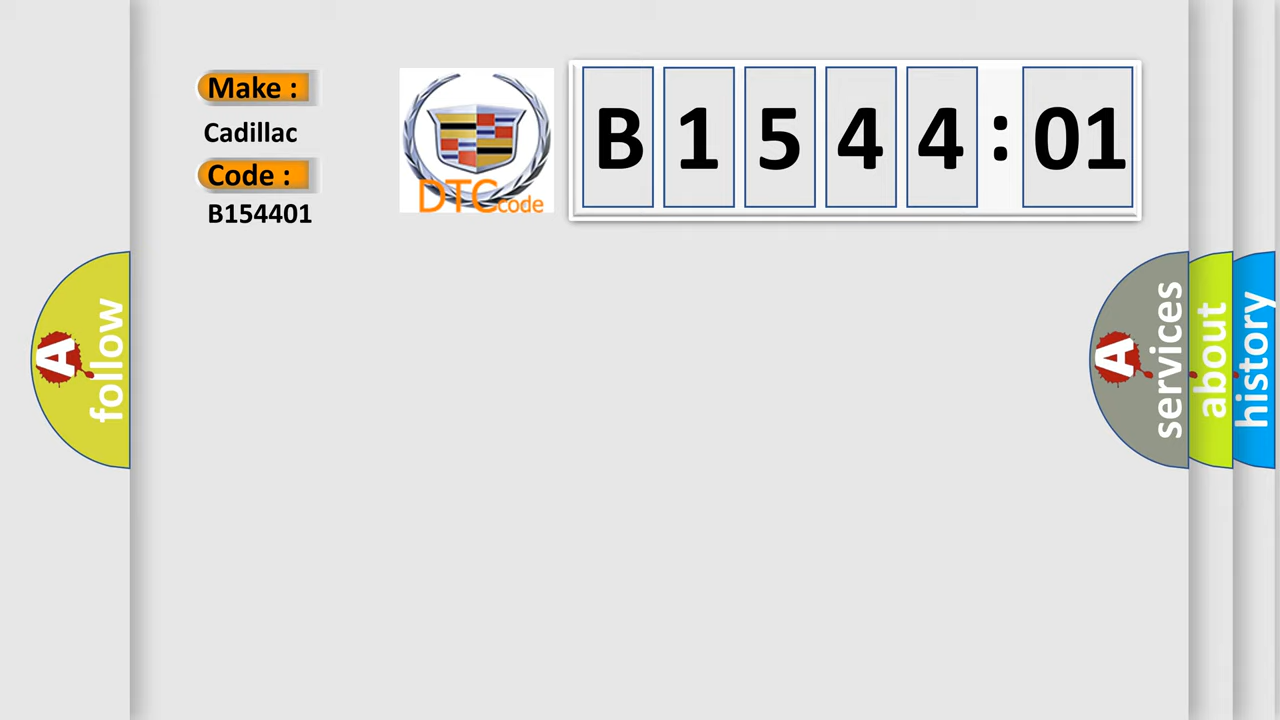 Make :
Cadillac
Code :
B154401
DTCcode
B 1 5 4 4 : 01
A follow
A services
about
history